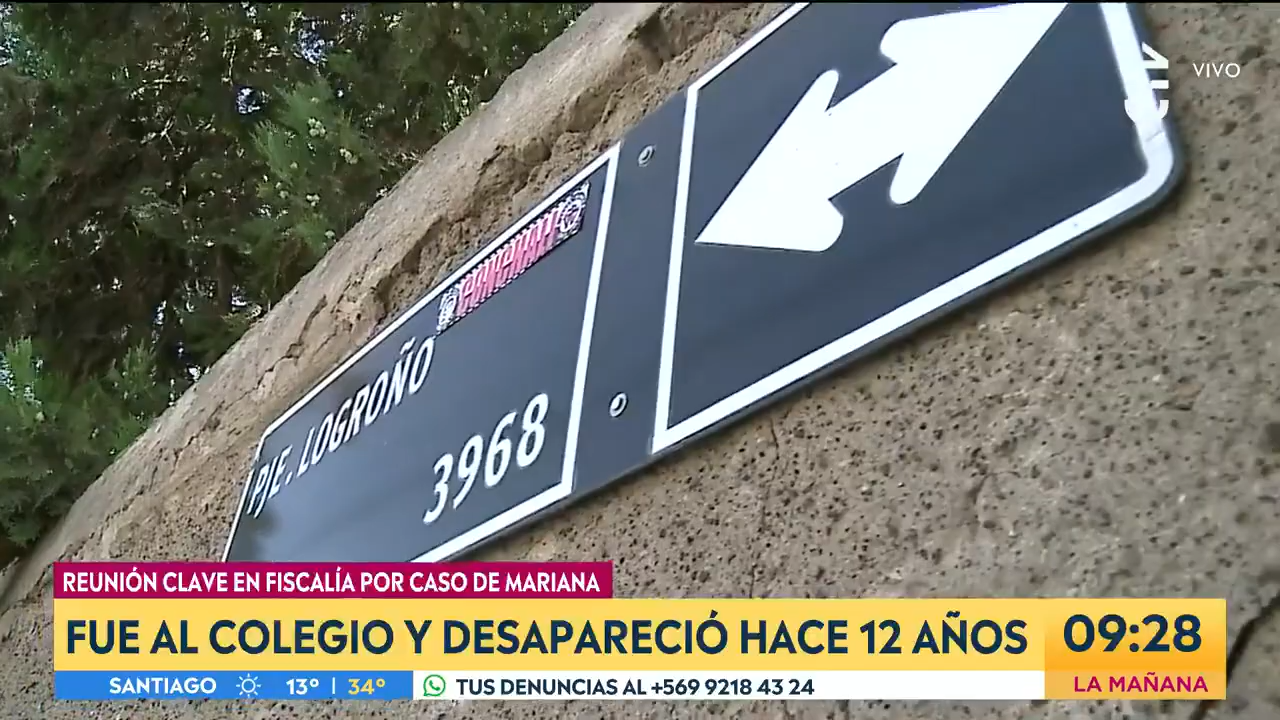 VIVO
PJE. LOGROÑO
3968
REUNIÓN CLAVE EN FISCALÍA POR CASO DE MARIANA
FUE AL COLEGIO Y DESAPARECIÓ HACE 12 AÑOS
09:28
SANTIAGO 13° | 34°
TUS DENUNCIAS AL +569 9218 43 24
LA MAÑANA